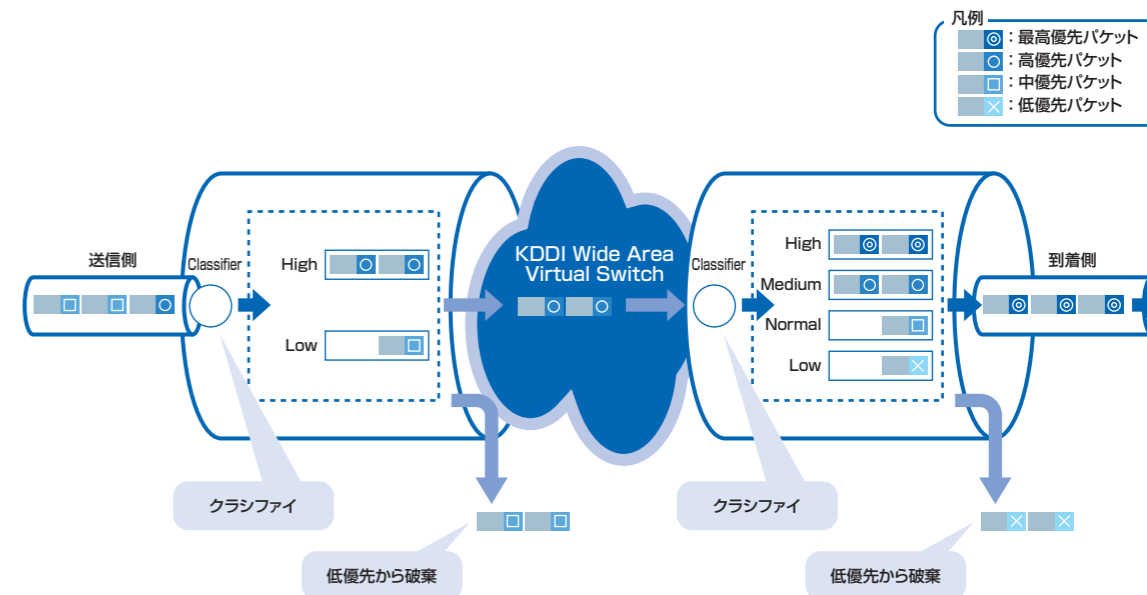 凡例
：最高優先パケット
：高優先パケット
：中優先パケット
：低優先パケット
送信側
Classifier
High
Low
KDDI Wide Area
Virtual Switch
Classifier
High
Medium
Normal
Low
到着側
クラシファイ
クラシファイ
低優先から破棄
低優先から破棄